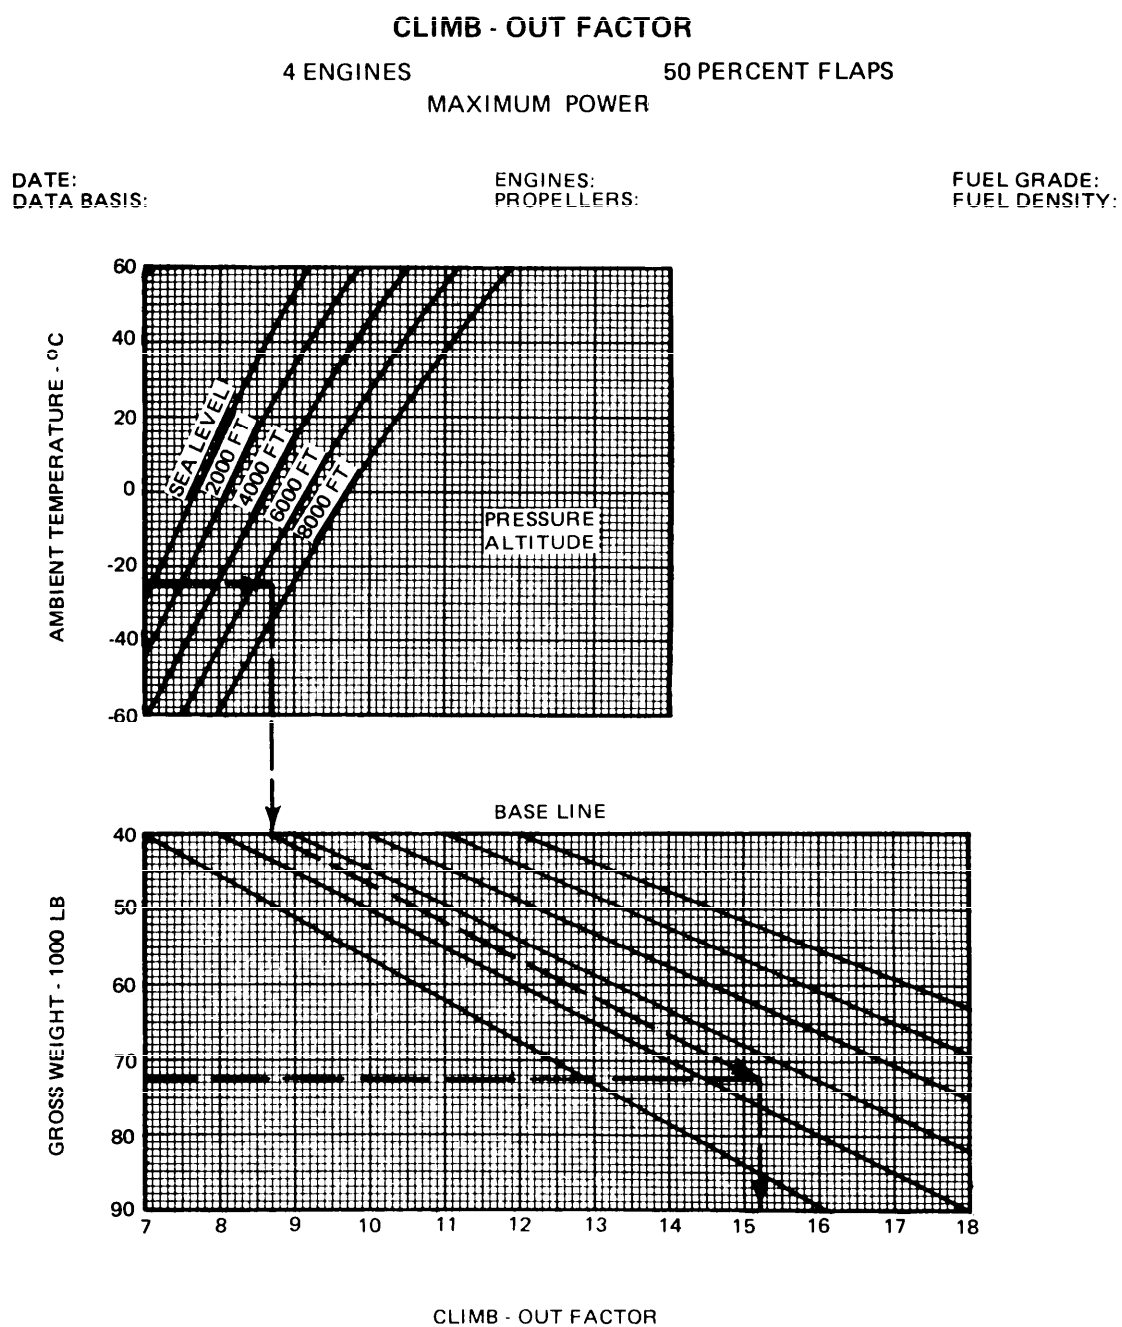 CLIMB - OUT FACTOR
4 ENGINES 50 PERCENT FLAPS
MAXIMUM POWER
DATE: ENGINES: FUEL GRADE:
DATA BASIS: PROPELLERS: FUEL DENSITY:
60
40
20
0
-20
-40
-60
AMBIENT TEMPERATURE - °C
SEA LEVEL
2000 FT
4000 FT
6000 FT
8000 FT
PRESSURE
ALTITUDE
BASE LINE
40
50
60
70
80
90
GROSS WEIGHT - 1000 LB
7 8 9 10 11 12 13 14 15 16 17 18
CLIMB - OUT FACTOR